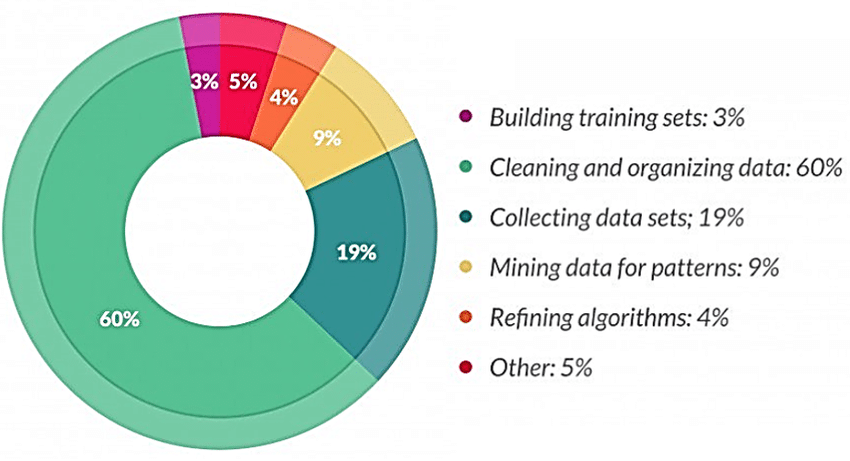 3%
5%
4%
9%
19%
60%
Building training sets: 3%
Cleaning and organizing data: 60%
Collecting data sets; 19%
Mining data for patterns: 9%
Refining algorithms: 4%
Other: 5%